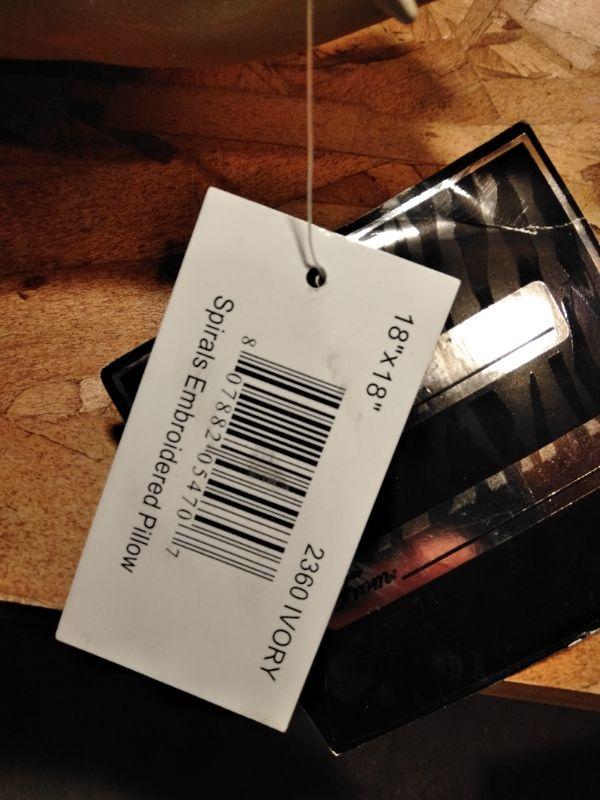 18"x18" 2360 IVORY
8 07882 05470 7
Spirals Embroidered Pillow